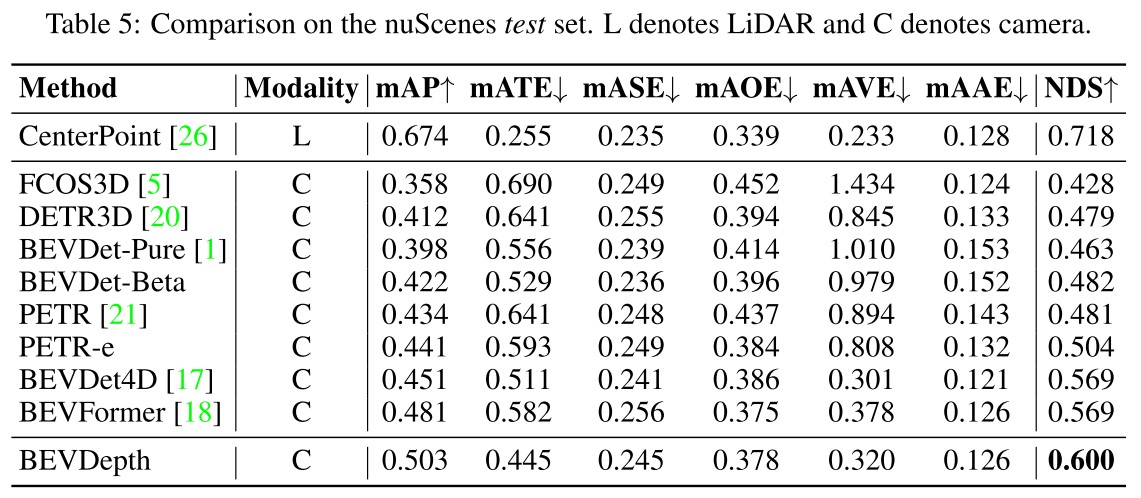 Table 5: Comparison on the nuScenes test set. L denotes LiDAR and C denotes camera.
Method Modality mAP↑ mATE↓ mASE↓ mAOE↓ mAVE↓ mAAE↓ NDS↑
CenterPoint [26] L 0.674 0.255 0.235 0.339 0.233 0.128 0.718
FCOS3D [5] C 0.358 0.690 0.249 0.452 1.434 0.124 0.428
DETR3D [20] C 0.412 0.641 0.255 0.394 0.845 0.133 0.479
BEVDet-Pure [1] C 0.398 0.556 0.239 0.414 1.010 0.153 0.463
BEVDet-Beta C 0.422 0.529 0.236 0.396 0.979 0.152 0.482
PETR [21] C 0.434 0.641 0.248 0.437 0.894 0.143 0.481
PETR-e C 0.441 0.593 0.249 0.384 0.808 0.132 0.504
BEVDet4D [17] C 0.451 0.511 0.241 0.386 0.301 0.121 0.569
BEVFormer [18] C 0.481 0.582 0.256 0.375 0.378 0.126 0.569
BEVDepth C 0.503 0.445 0.245 0.378 0.320 0.126 0.600